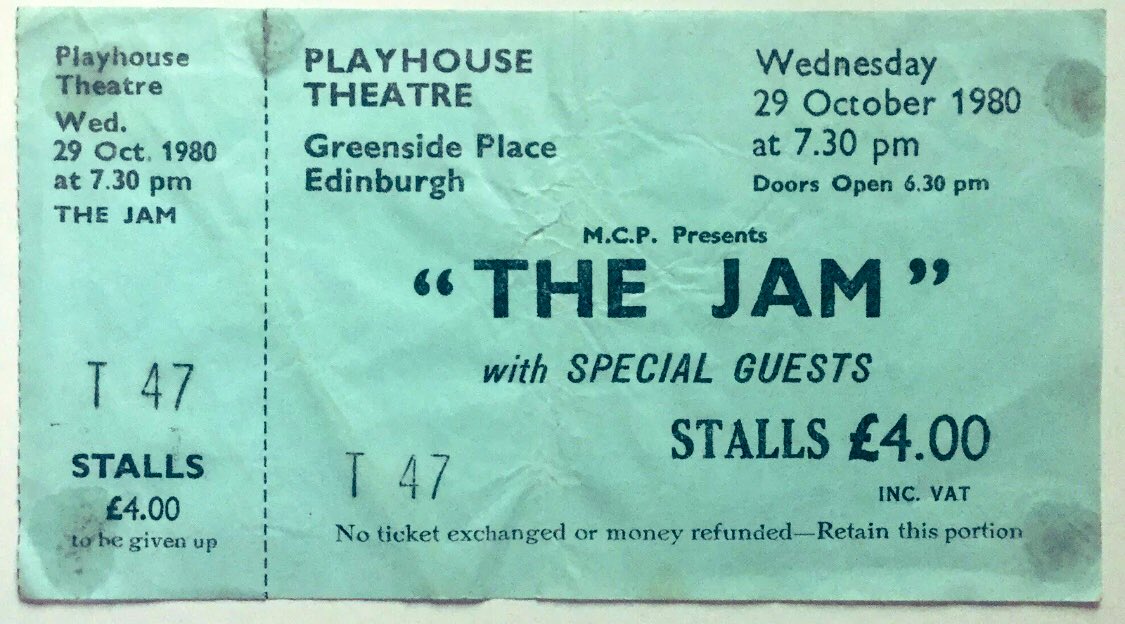 Playhouse
Theatre
Wed.
29 Oct. 1980
at 7.30 pm
THE JAM
T 47
STALLS
£4.00
to be given up
PLAYHOUSE
THEATRE
Greenside Place
Edinburgh
Wednesday
29 October 1980
at 7.30 pm
Doors Open 6.30 pm
M.C.P. Presents
“THE JAM”
with SPECIAL GUESTS
STALLS £4.00
INC. VAT
T 47
No ticket exchanged or money refunded—Retain this portion